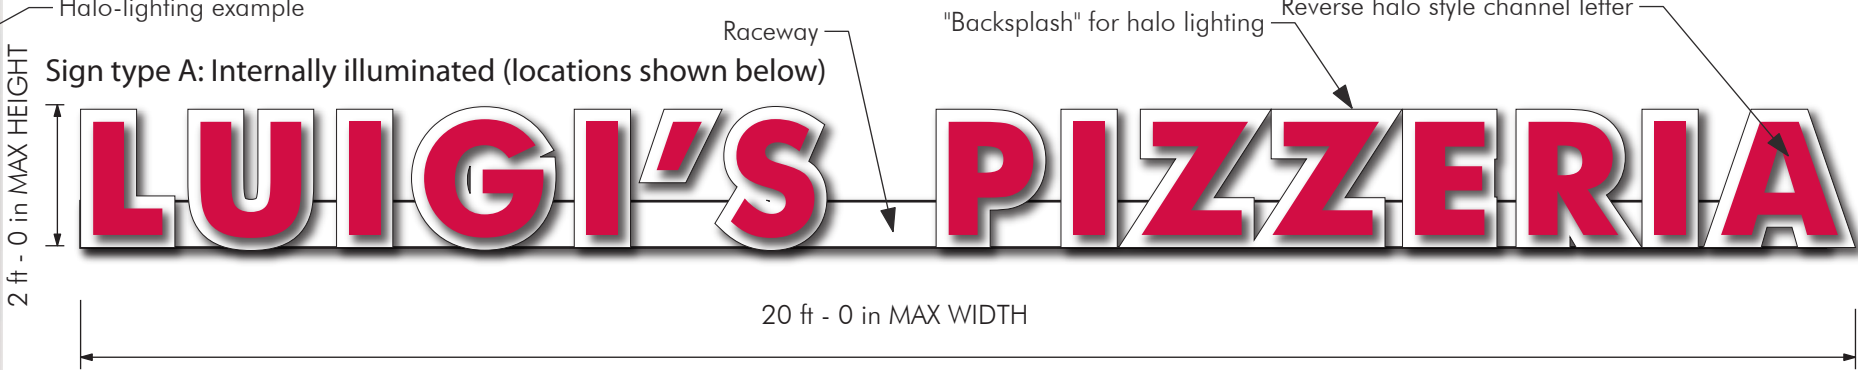 Halo-lighting example
Raceway
"Backsplash" for halo lighting
Reverse halo style channel letter
Sign type A: Internally illuminated (locations shown below)
2 ft - 0 in MAX HEIGHT
LUIGI'S PIZZERIA
20 ft - 0 in MAX WIDTH